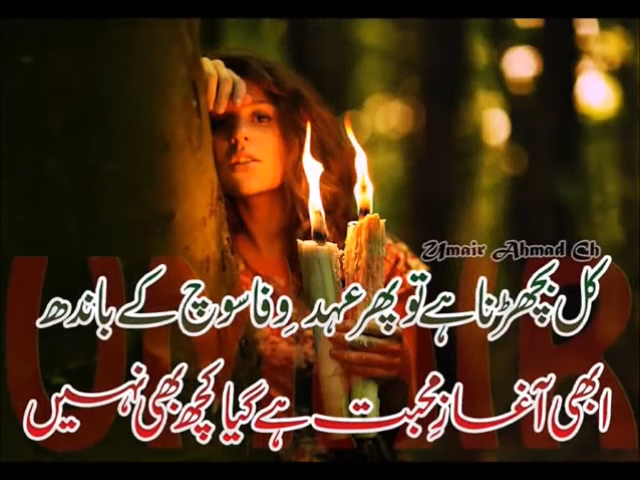 Umair Ahmad Ch
کل بچھڑنا ہے تو پھر عہدِ وفا سوچ کے باندھ
ابھی آغازِ محبت ہے گیا کچھ بھی نہیں
UMAIR